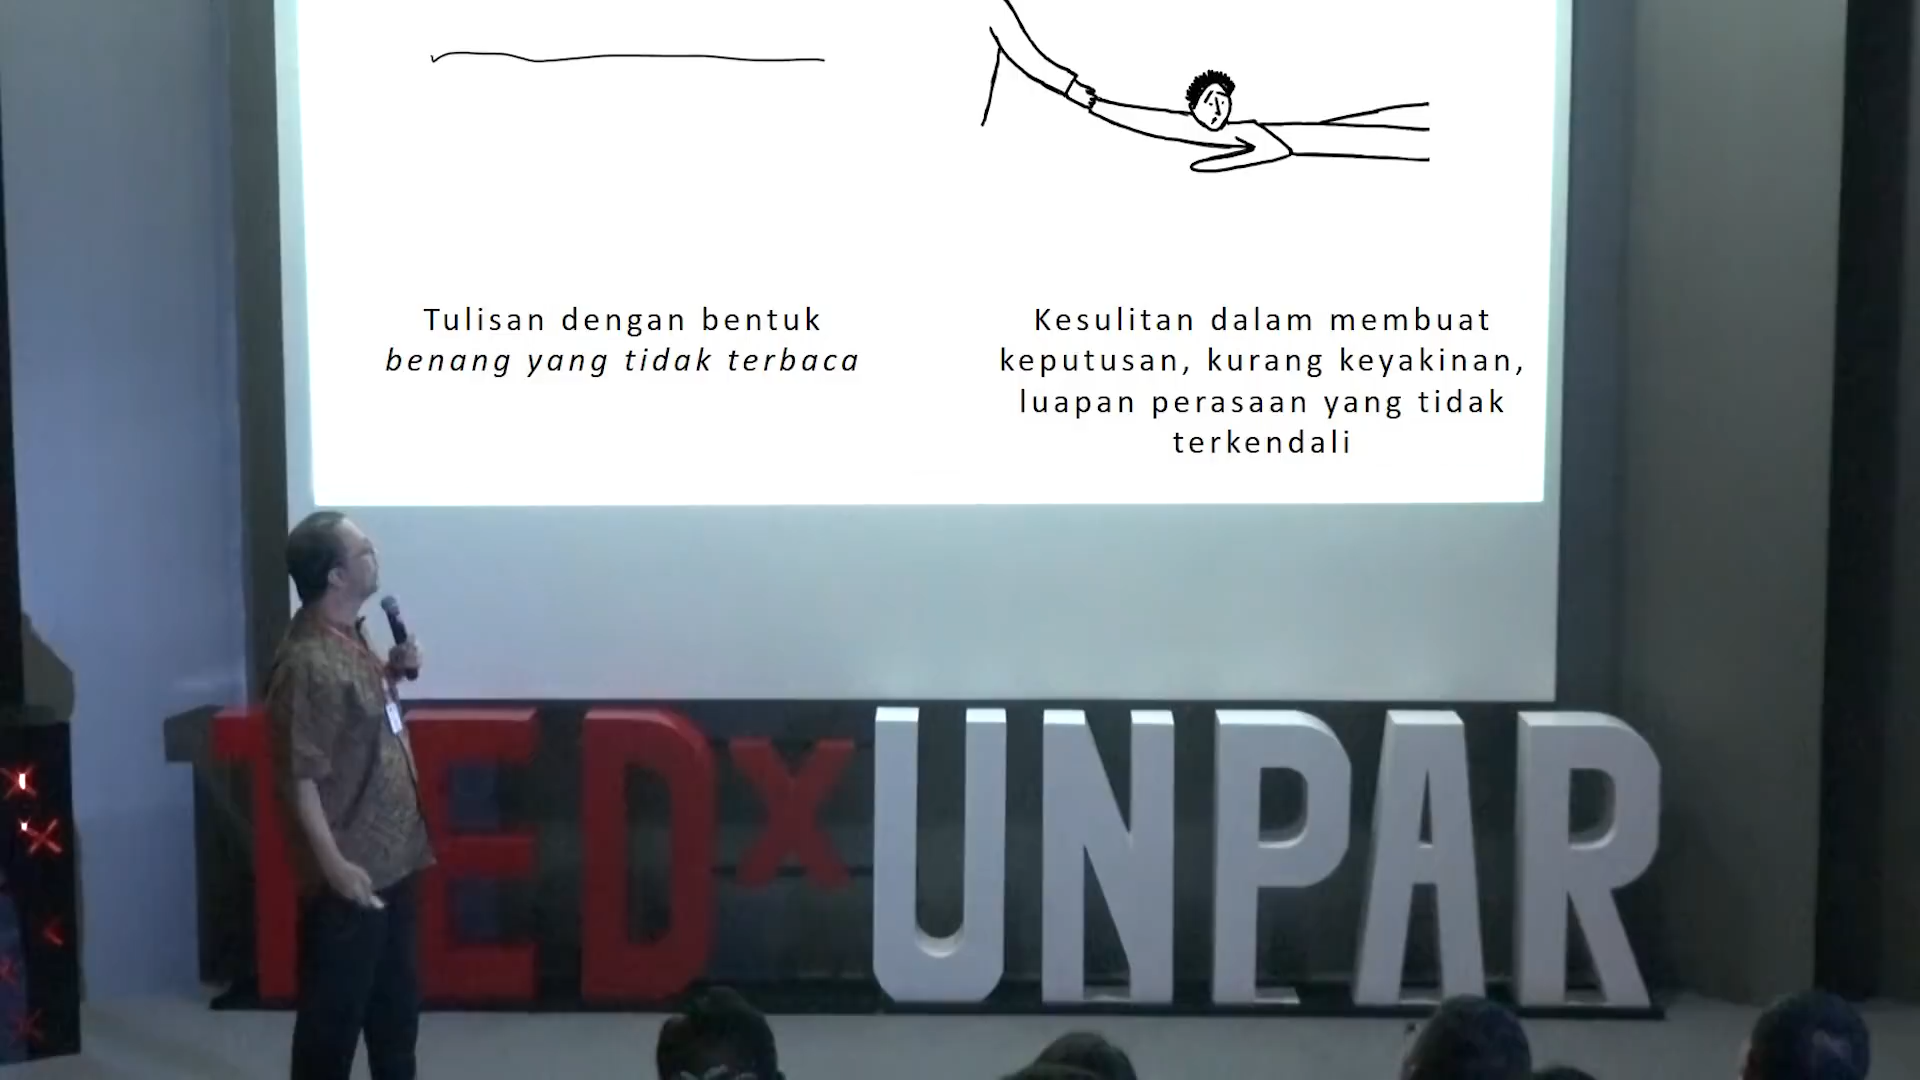 Tulisan dengan bentuk
benang yang tidak terbaca
Kesulitan dalam membuat
keputusan, kurang keyakinan,
luapan perasaan yang tidak
terkendali
TEDxUNPAR